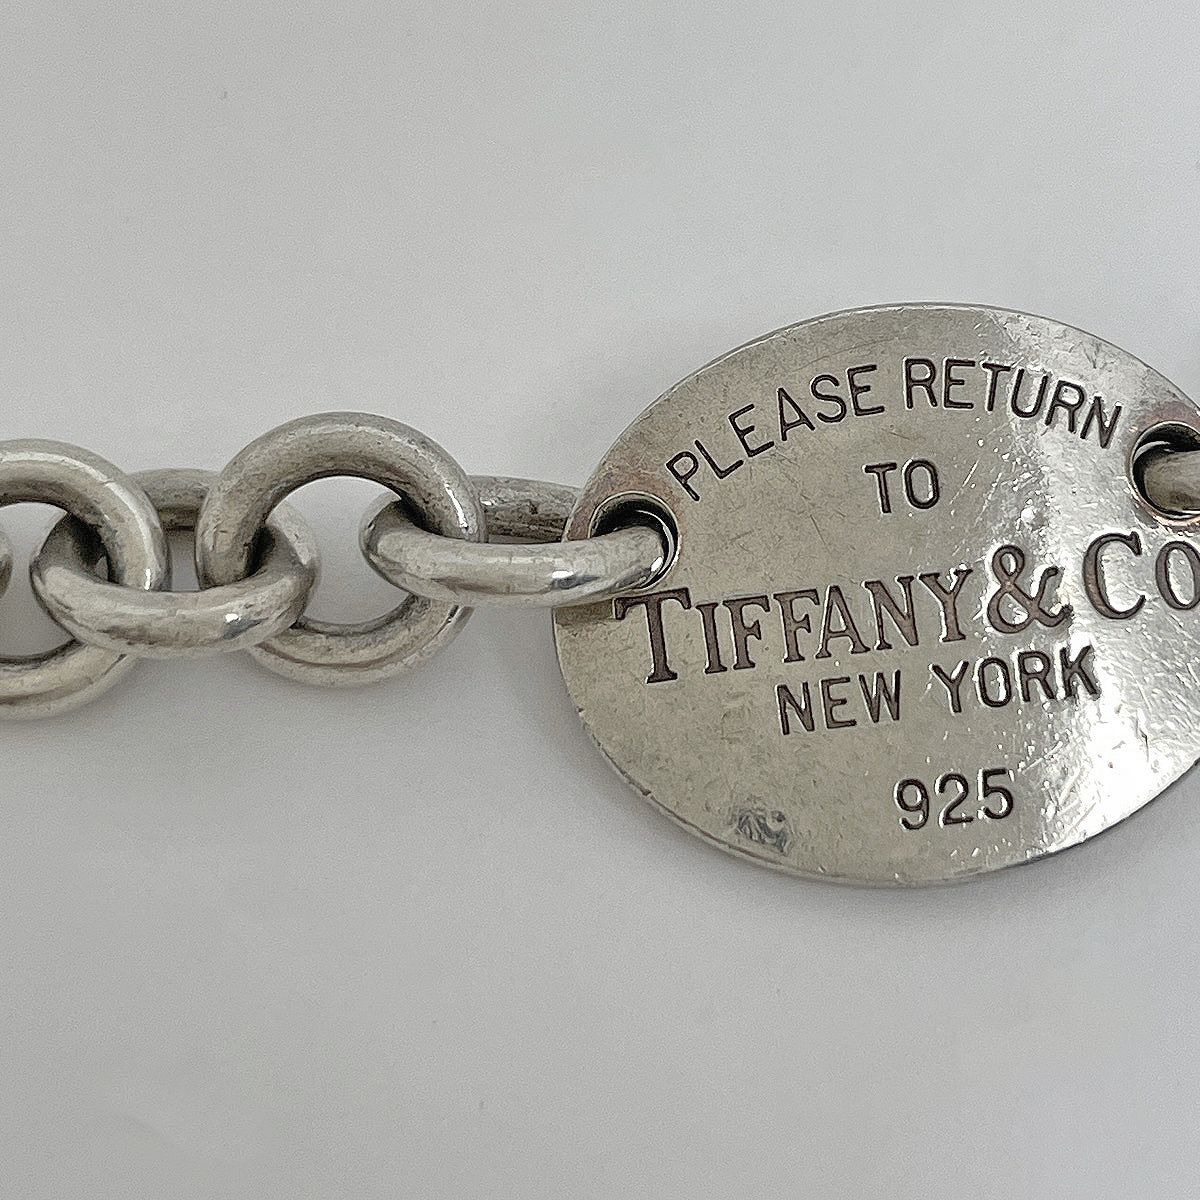 PLEASE RETURN
TO
TIFFANY & CO
NEW YORK
925